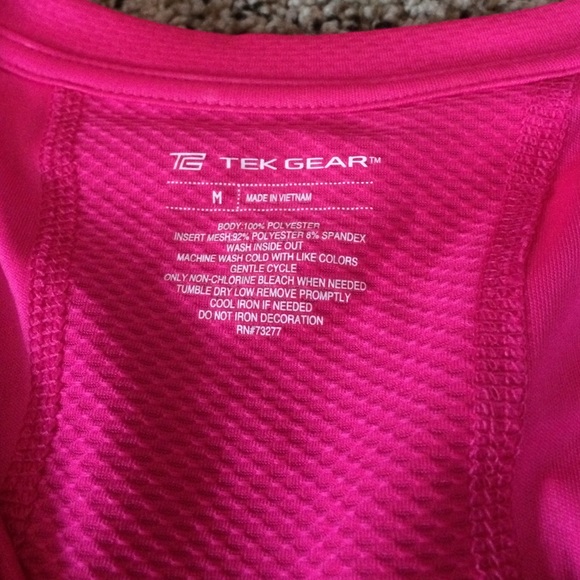 TG TEK GEAR™
M MADE IN VIETNAM
BODY:100% POLYESTER
INSERT MESH:92% POLYESTER 8% SPANDEX
WASH INSIDE OUT
MACHINE WASH COLD WITH LIKE COLORS
GENTLE CYCLE
ONLY NON-CHLORINE BLEACH WHEN NEEDED
TUMBLE DRY LOW REMOVE PROMPTLY
COOL IRON IF NEEDED
DO NOT IRON DECORATION
RN#73277